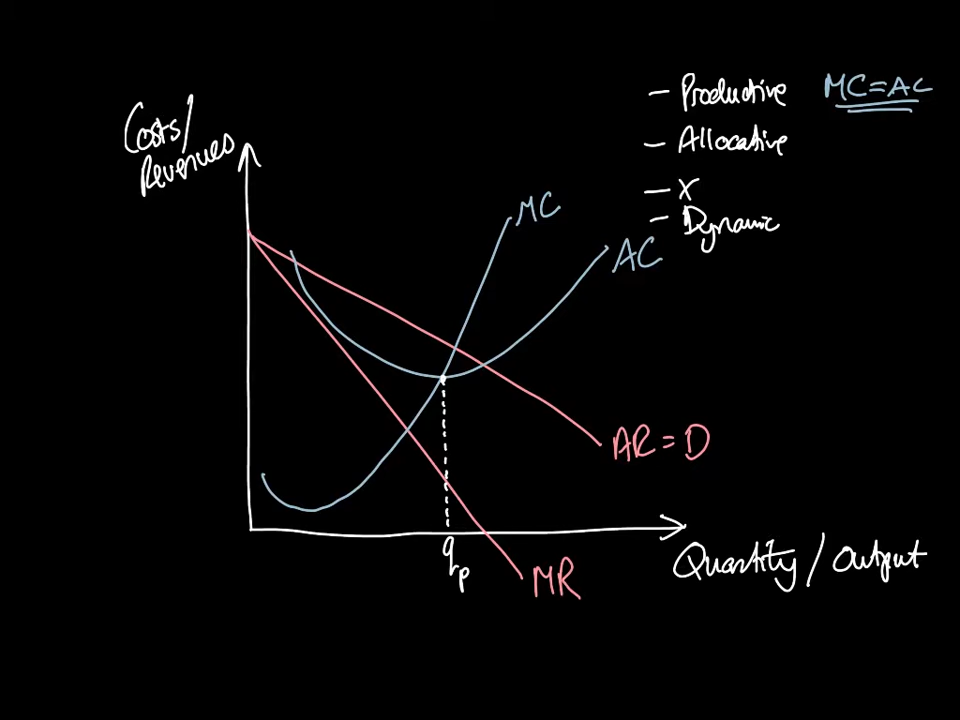 – Productive MC=AC
Costs/
Revenues
– Allocative
– X
– Dynamic
MC
AC
AR = D
qp
Quantity / Output
MR